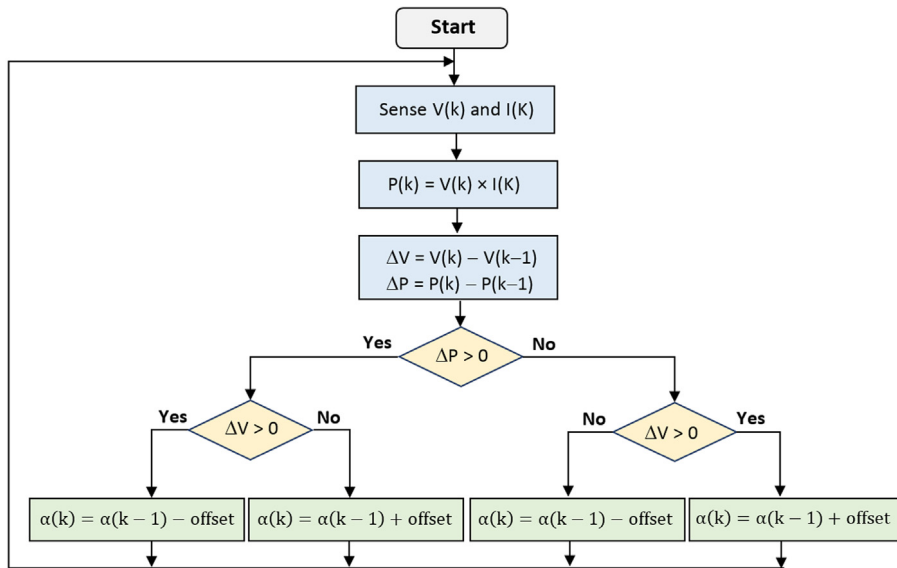 Start
Sense V(k) and I(K)
P(k) = V(k) × I(K)
ΔV = V(k) − V(k−1)
ΔP = P(k) − P(k−1)
Yes
ΔP > 0
No
Yes
ΔV > 0
No
No
ΔV > 0
Yes
α(k) = α(k − 1) − offset
α(k) = α(k − 1) + offset
α(k) = α(k − 1) − offset
α(k) = α(k − 1) + offset